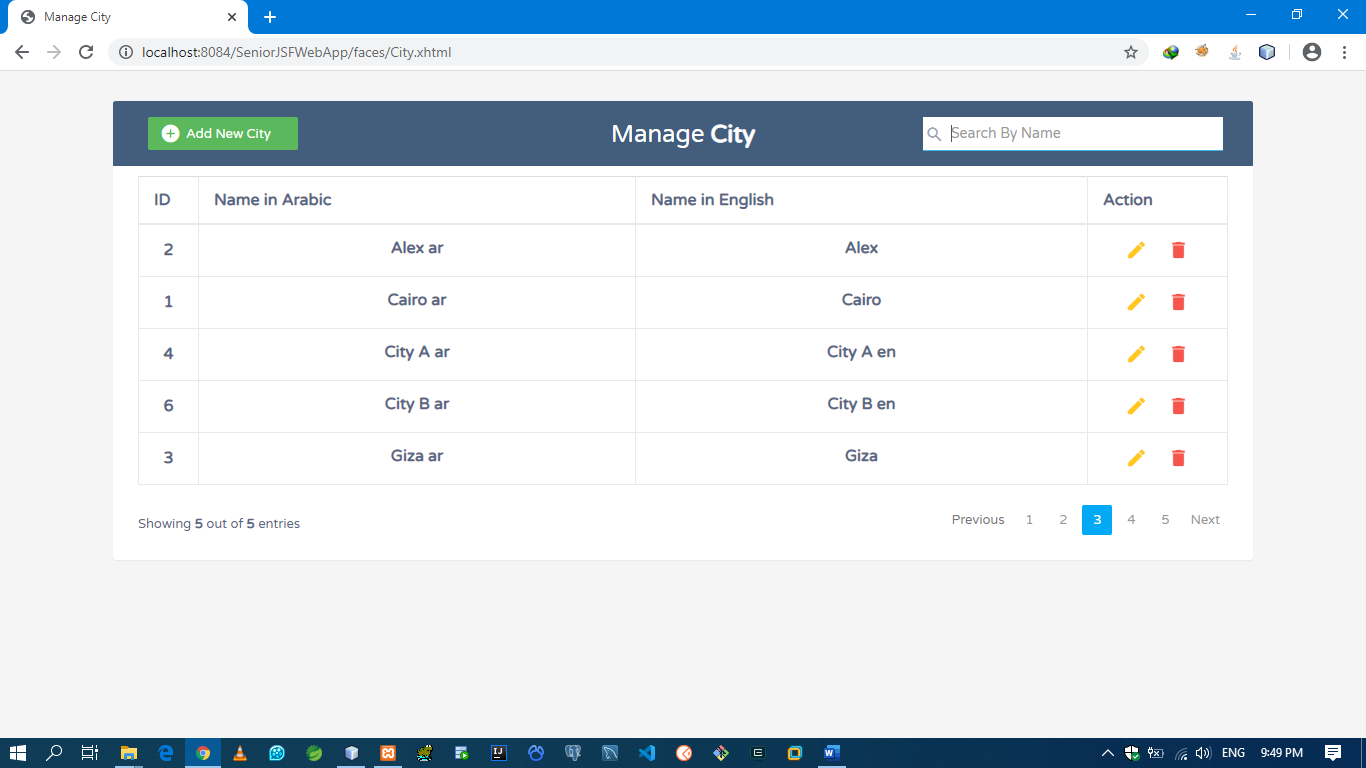 Manage City
localhost:8084/SeniorJSFWebApp/faces/City.xhtml
Add New City
Manage City
Search By Name
ID Name in Arabic Name in English Action
2 Alex ar Alex
1 Cairo ar Cairo
4 City A ar City A en
6 City B ar City B en
3 Giza ar Giza
Showing 5 out of 5 entries
Previous 1 2 3 4 5 Next
ENG 9:49 PM